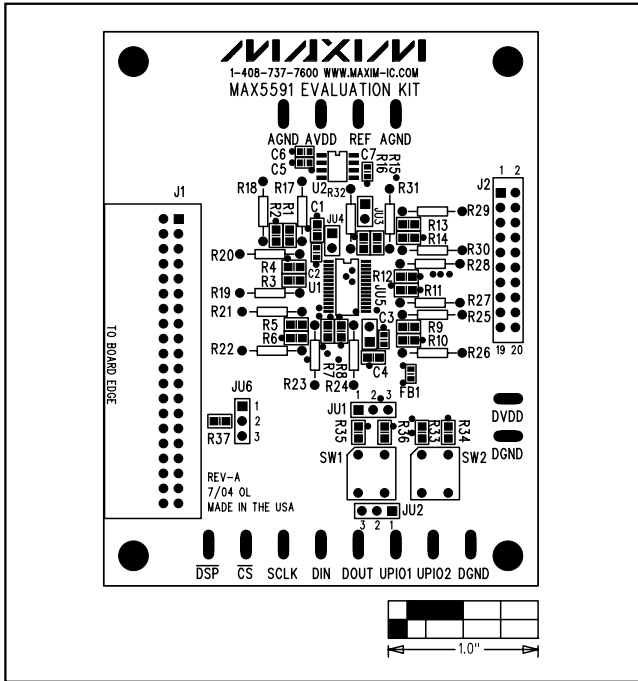 MAXIM
1-408-737-7600 WWW.MAXIM-IC.COM
MAX5591 EVALUATION KIT
AGND AVDD REF AGND
C6
C5
C7
R16
R15
U2
R18
R17
R32
R31
J1
J2
1 2
R2
R1
C1
JU4
JU3
R29
R13
R14
R20
R30
R4
R3
C2
U1
R28
R12
R11
JU5
R19
R21
R27
R25
C3
R5
R6
R9
R10
R22
R7
R8
C4
R26
19 20
R23
R24
FB1
TO BOARD EDGE
JU6
1
2
3
R37
JU1
1 2 3
R35
R36
R33
R34
DVDD
DGND
SW1
SW2
REV-A
7/04 OL
MADE IN THE USA
3 2 1
JU2
DSP CS SCLK DIN DOUT UPIO1 UPIO2 DGND
1.0"